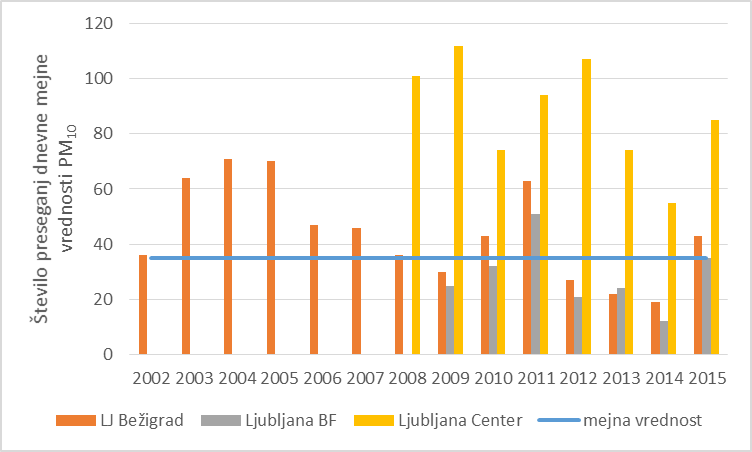 Število preseganj dnevne mejne
vrednosti PM10
120
100
80
60
40
20
0
2002 2003 2004 2005 2006 2007 2008 2009 2010 2011 2012 2013 2014 2015
LJ Bežigrad Ljubljana BF Ljubljana Center mejna vrednost